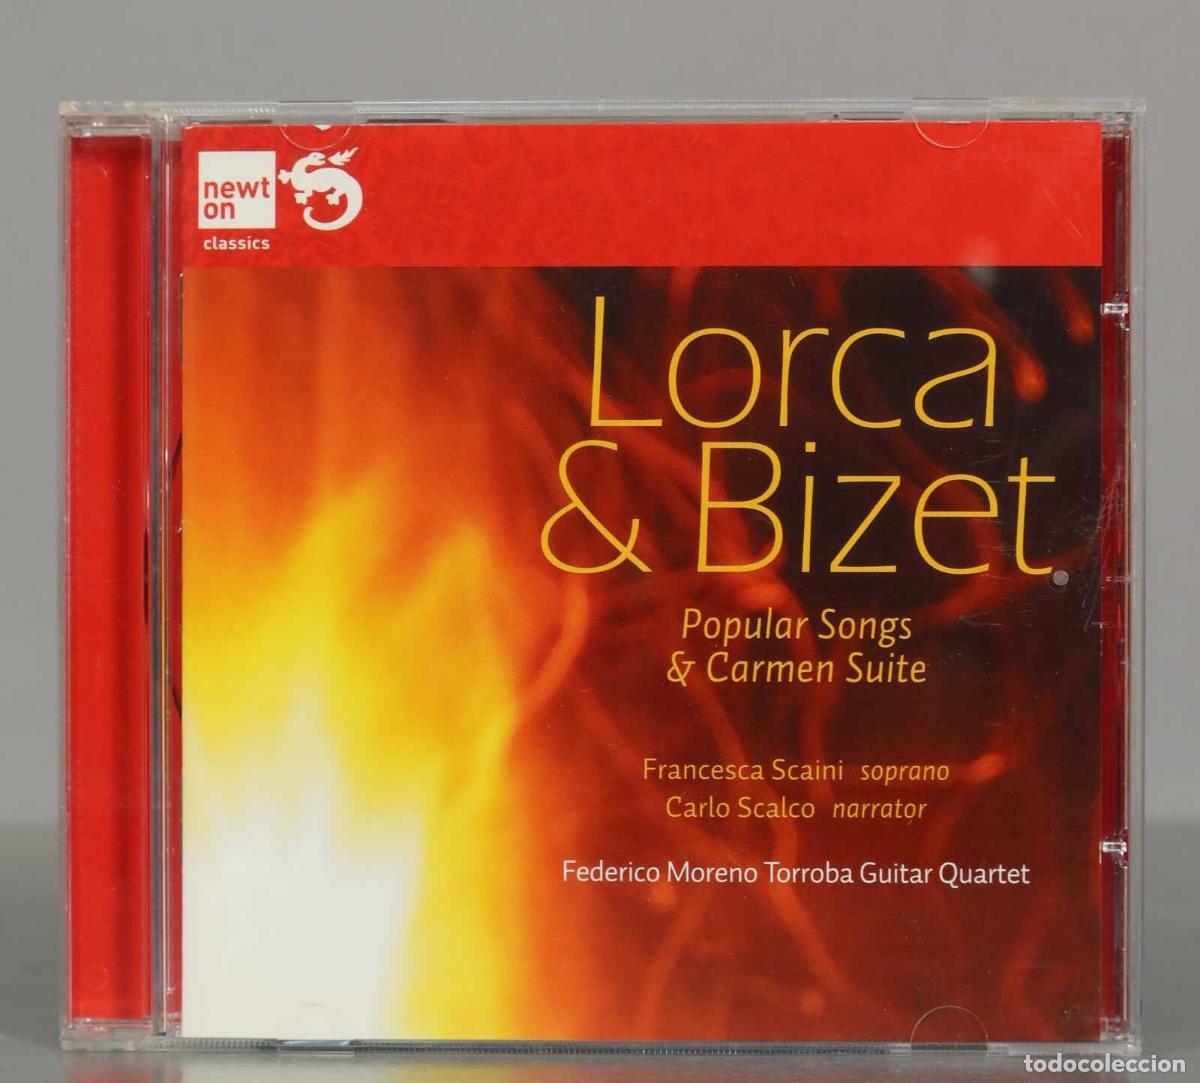 newt
on
classics
Lorca
& Bizet
Popular Songs
& Carmen Suite
Francesca Scaini soprano
Carlo Scalco narrator
Federico Moreno Torroba Guitar Quartet
todocoleccion